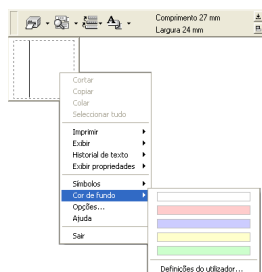 Comprimento 27 mm
Largura 24 mm
Cortar
Copiar
Colar
Seleccionar tudo
Imprimir
Exibir
Historial de texto
Exibir propriedades
Símbolos
Cor de fundo
Opções...
Ajuda
Sair
Definições do utilizador...